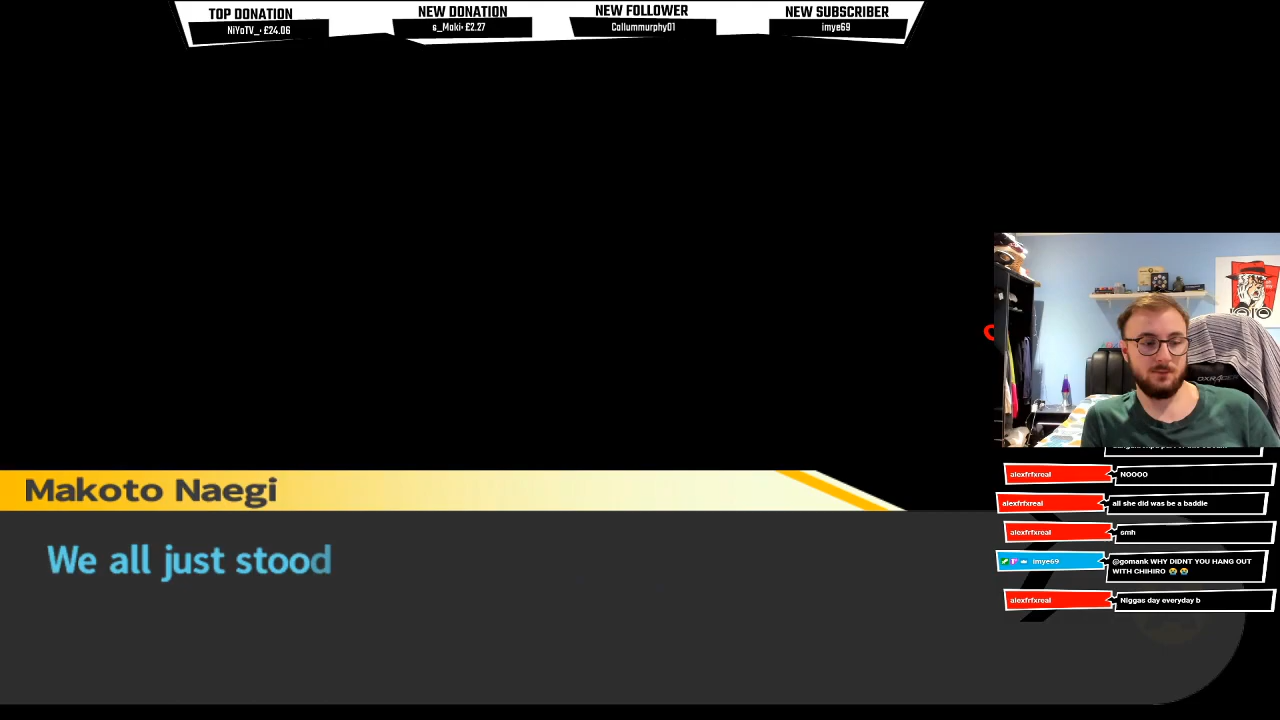 TOP DONATION
NiYoTV_: £24.06
NEW DONATION
s_Maki: £2.27
NEW FOLLOWER
Callummurphy01
NEW SUBSCRIBER
imye69
JOJO
OXRACER
alexfrfxreal
NOOOO
alexfrfxreal
all she did was be a baddie
alexfrfxreal
smh
imye69
@gomank WHY DIDNT YOU HANG OUT
WITH CHIHIRO 😭 😭
alexfrfxreal
Niggas day everyday b
Makoto Naegi
We all just stood